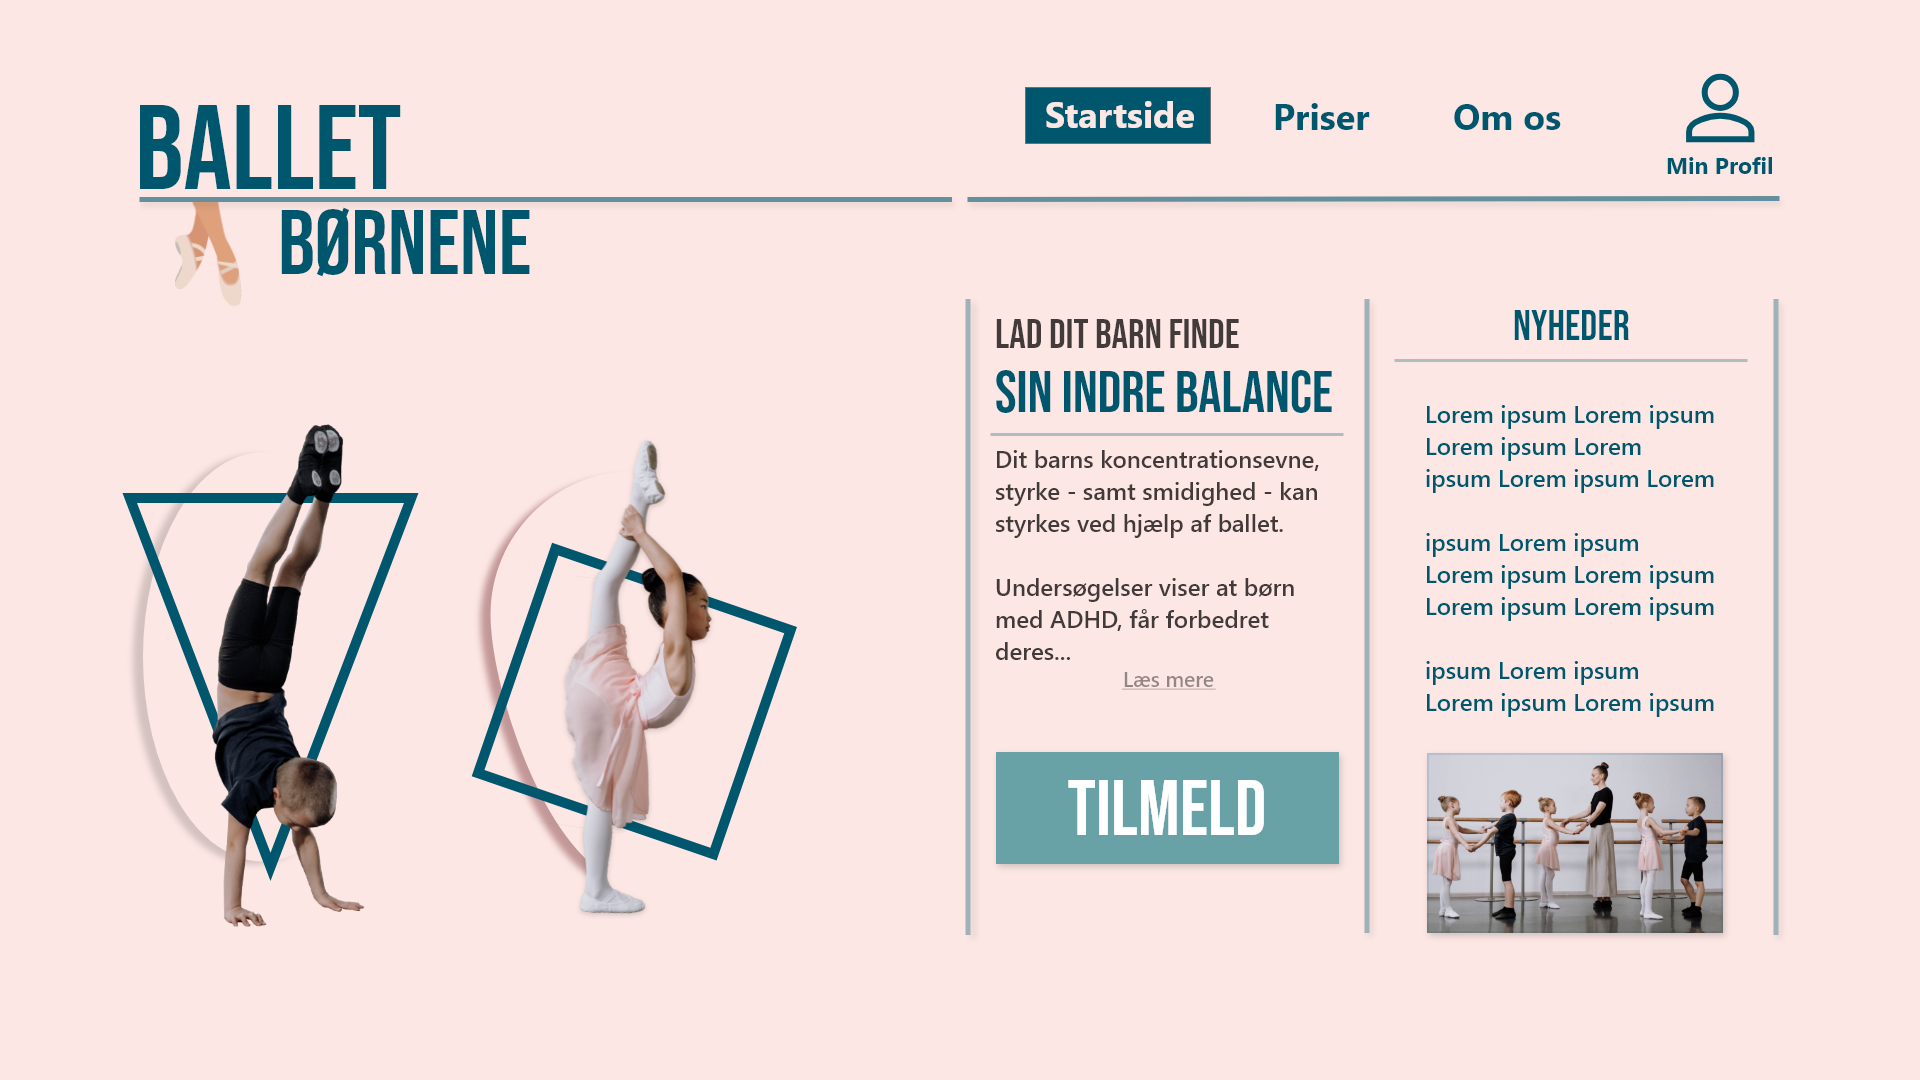 BALLET
BØRNENE
Startside
Priser
Om os
Min Profil
LAD DIT BARN FINDE
SIN INDRE BALANCE
Dit barns koncentrationsevne,
styrke - samt smidighed - kan
styrkes ved hjælp af ballet.
Undersøgelser viser at børn
med ADHD, får forbedret
deres...
Læs mere
TILMELD
NYHEDER
Lorem ipsum Lorem ipsum
Lorem ipsum Lorem
ipsum Lorem ipsum Lorem
ipsum Lorem ipsum
Lorem ipsum Lorem ipsum
Lorem ipsum Lorem ipsum
ipsum Lorem ipsum
Lorem ipsum Lorem ipsum